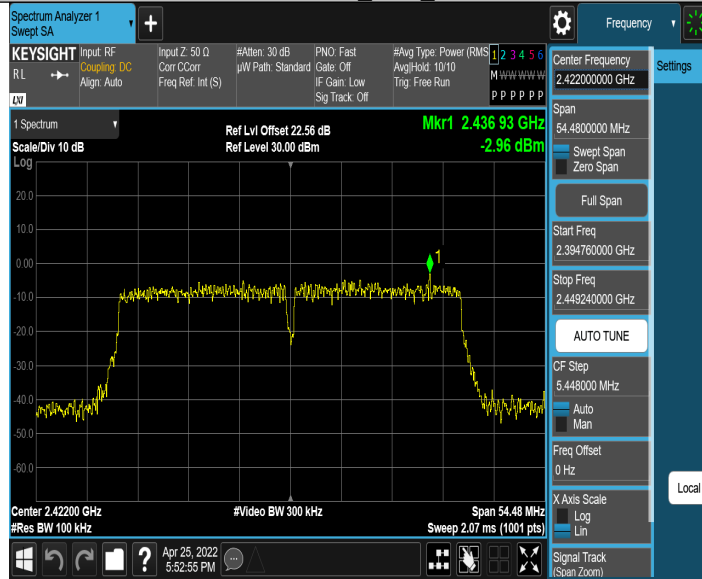 Spectrum Analyzer 1
Swept SA
Frequency
KEYSIGHT
R L
LXI
Input: RF
Coupling: DC
Align: Auto
Input Z: 50 Ω
Corr CCorr
Freq Ref: Int (S)
#Atten: 30 dB
µW Path: Standard
PNO: Fast
Gate: Off
IF Gain: Low
Sig Track: Off
#Avg Type: Power (RMS
Avg|Hold: 10/10
Trig: Free Run
1 2 3 4 5 6
M W W W W W
P P P P P P
1 Spectrum
Scale/Div 10 dB
Log
Ref Lvl Offset 22.56 dB
Ref Level 30.00 dBm
Mkr1 2.436 93 GHz
-2.96 dBm
20.0
10.0
0.00
-10.0
-20.0
-30.0
-40.0
-50.0
-60.0
1
Center 2.42200 GHz
#Res BW 100 kHz
#Video BW 300 kHz
Span 54.48 MHz
Sweep 2.07 ms (1001 pts)
Apr 25, 2022
5:52:55 PM
Center Frequency
2.422000000 GHz
Span
54.4800000 MHz
Swept Span
Zero Span
Full Span
Start Freq
2.394760000 GHz
Stop Freq
2.449240000 GHz
AUTO TUNE
CF Step
5.448000 MHz
Auto
Man
Freq Offset
0 Hz
X Axis Scale
Log
Lin
Signal Track
(Span Zoom)
Settings
Local